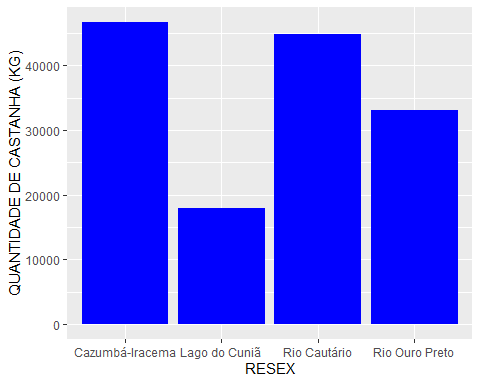 QUANTIDADE DE CASTANHA (KG)
40000
30000
20000
10000
0
Cazumbá-Iracema Lago do Cuniã Rio Cautário Rio Ouro Preto
RESEX